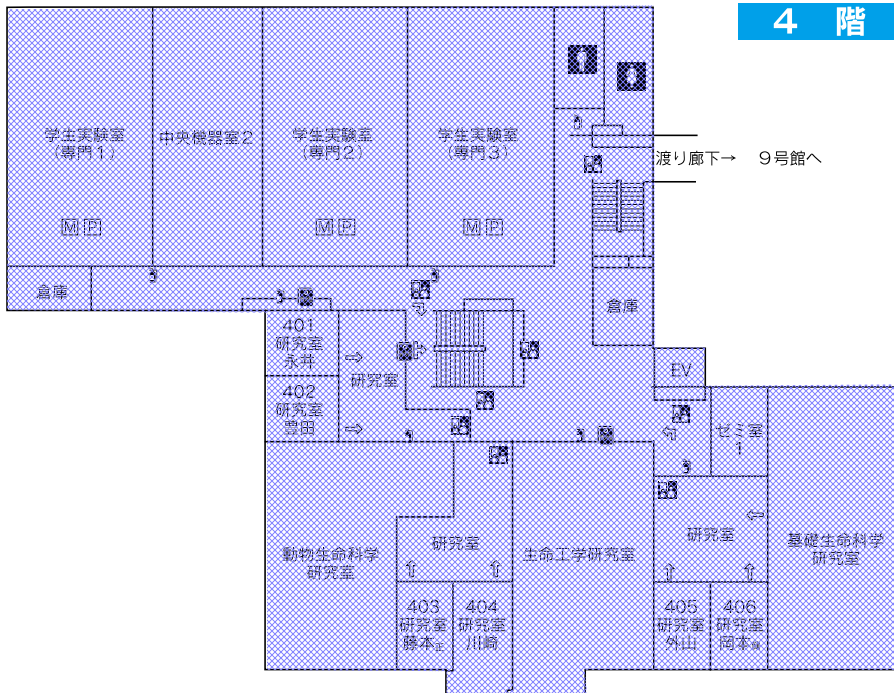 4 階
学生実験室
(専門1)
中央機器室2
学生実験室
(専門2)
学生実験室
(専門3)
渡り廊下→ 9号館へ
M P
M P
M P
倉庫
倉庫
401
研究室
永井
研究室
402
研究室
豊田
EV
ゼミ室
1
動物生命科学
研究室
研究室
生命工学研究室
研究室
基礎生命科学
研究室
403
研究室
藤本正
404
研究室
川崎
405
研究室
外山
406
研究室
岡本